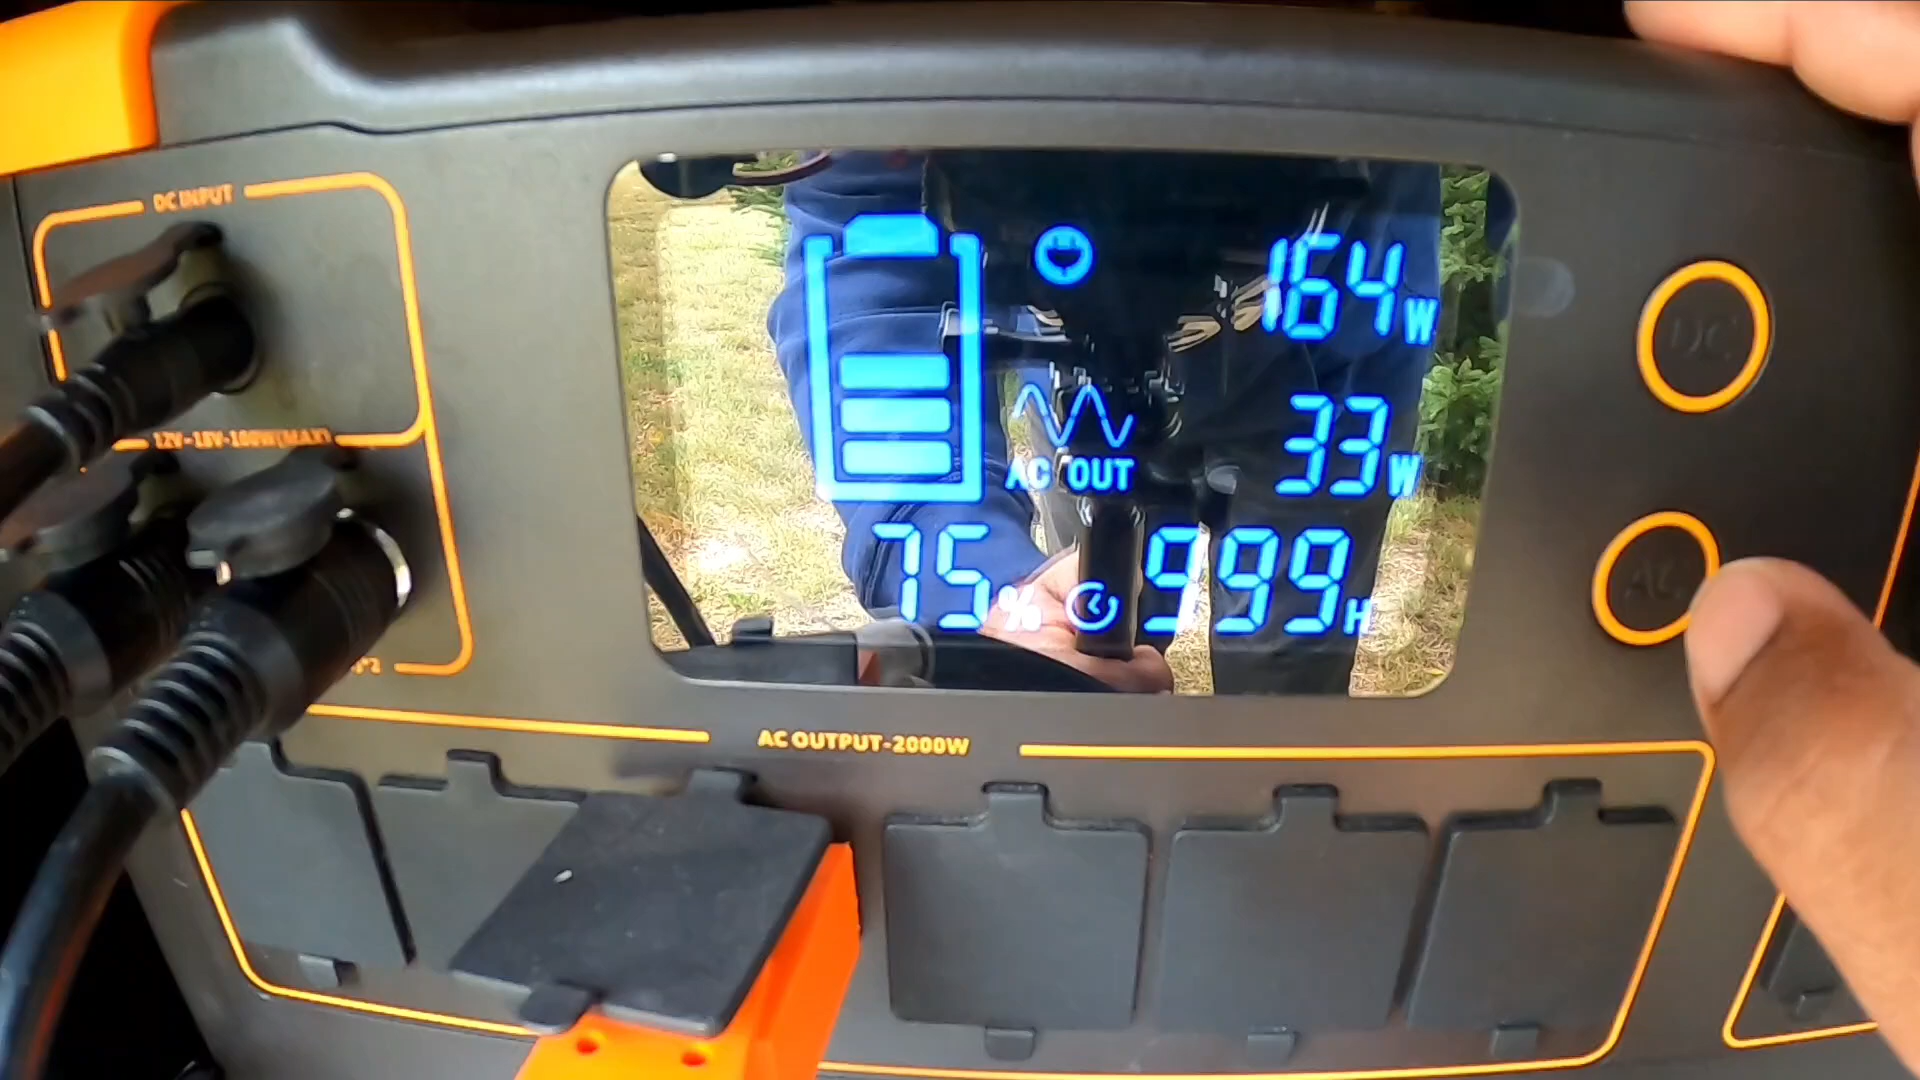 DC INPUT
12V-18V-100W(MAX)
164W
33W
AC OUT
75% 999H
DC
AC
AC OUTPUT-2000W